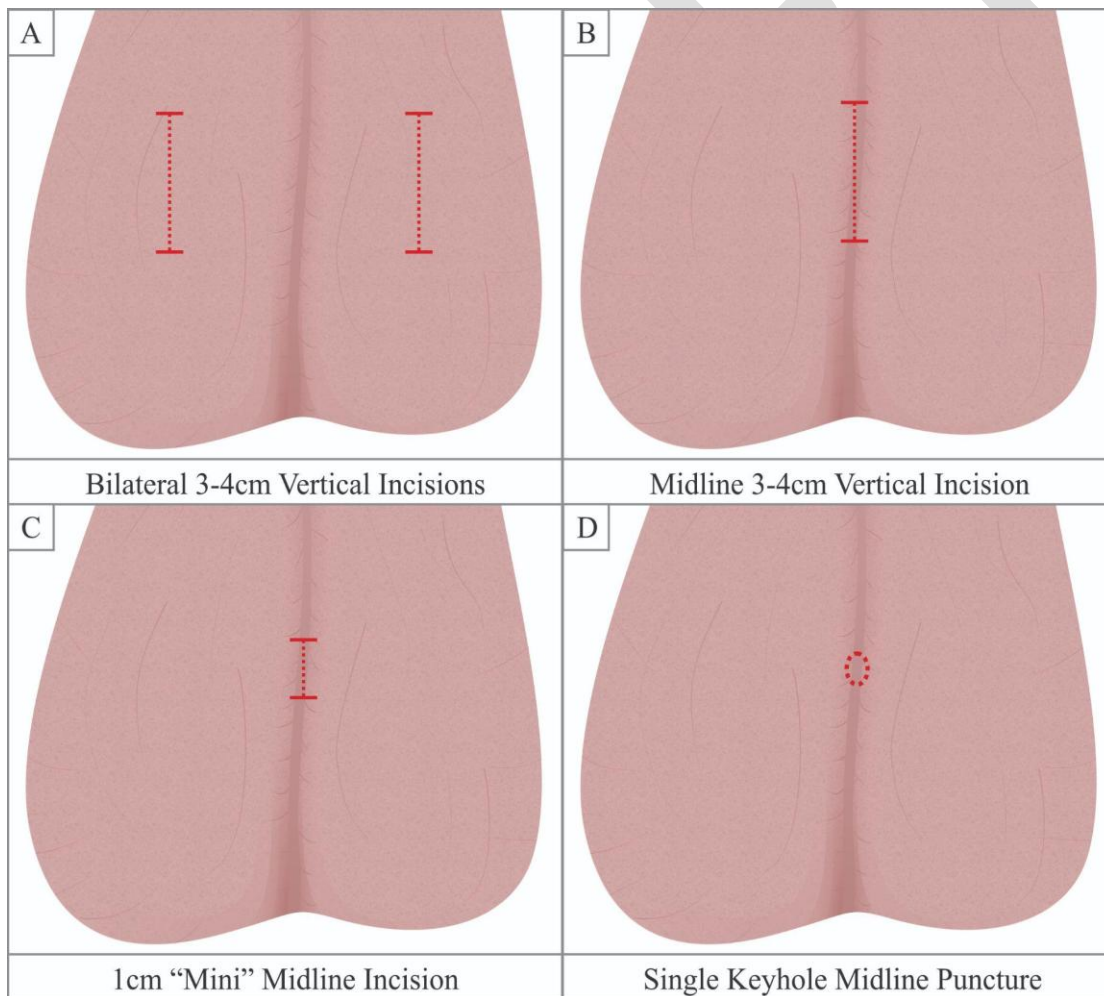 A
B
Bilateral 3-4cm Vertical Incisions
Midline 3-4cm Vertical Incision
C
D
1cm “Mini” Midline Incision
Single Keyhole Midline Puncture